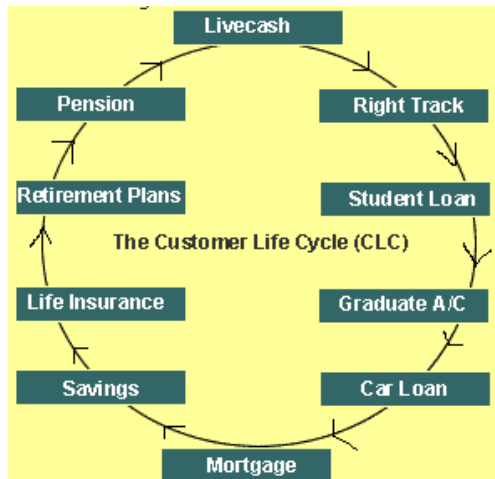 Livecash
Pension
Right Track
Retirement Plans
Student Loan
The Customer Life Cycle (CLC)
Life Insurance
Graduate A/C
Savings
Car Loan
Mortgage